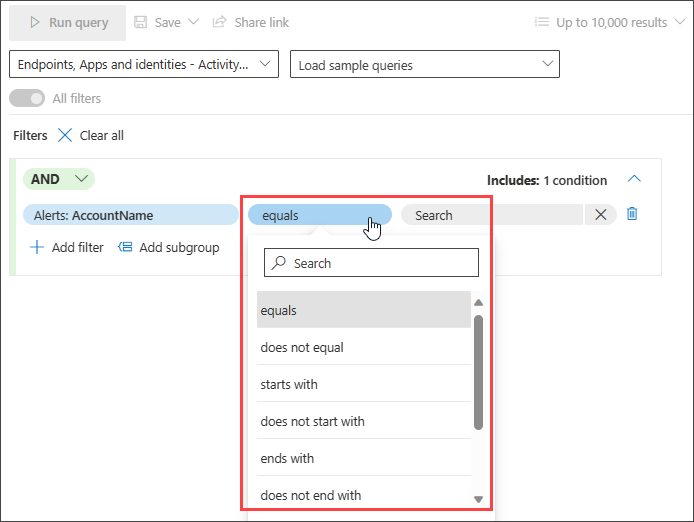 Run query Save Share link Up to 10,000 results
Endpoints, Apps and identities - Activity... Load sample queries
All filters
Filters Clear all
AND Includes: 1 condition
Alerts: AccountName equals Search
Add filter Add subgroup
Search
equals
does not equal
starts with
does not start with
ends with
does not end with